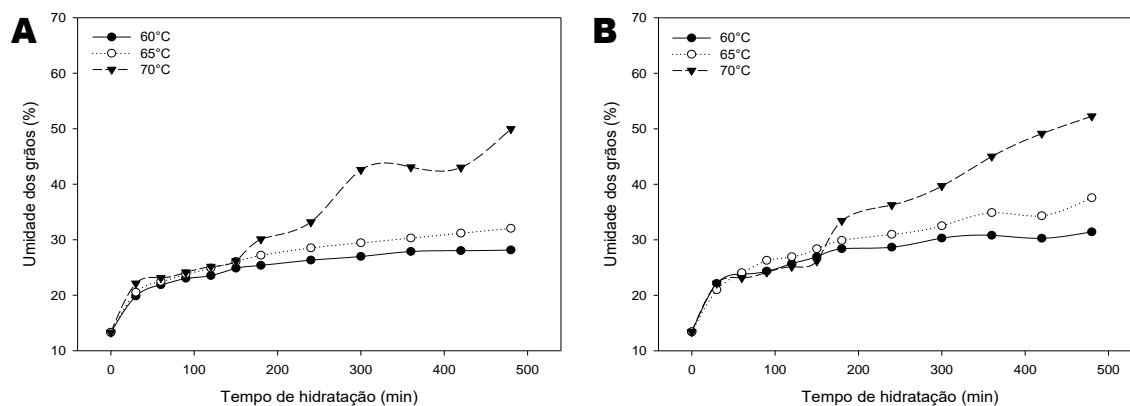 A
70
60
50
40
30
20
10
Umidade dos grãos (%)
60°C
65°C
70°C
0 100 200 300 400 500
Tempo de hidratação (min)
B
70
60
50
40
30
20
10
Umidade dos grãos (%)
60°C
65°C
70°C
0 100 200 300 400 500
Tempo de hidratação (min)